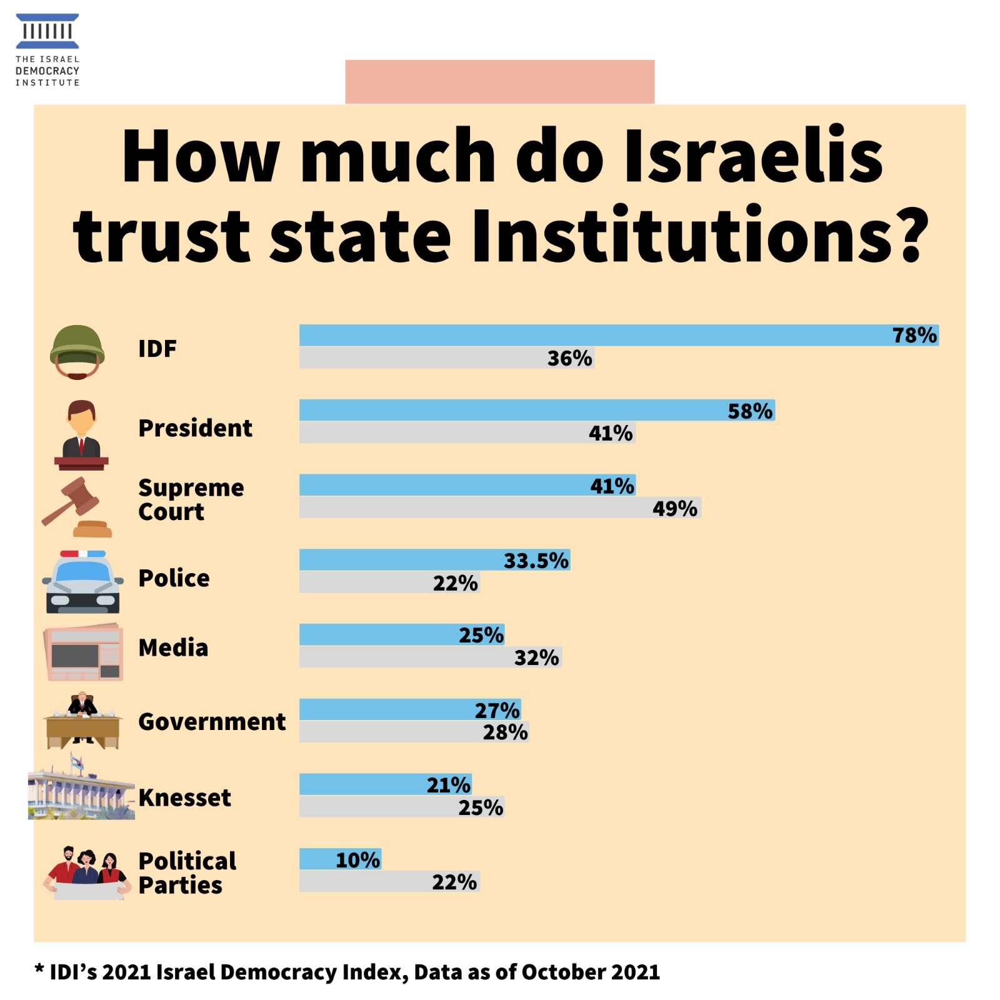 THE ISRAEL
DEMOCRACY
INSTITUTE
How much do Israelis
trust state Institutions?
IDF
78%
36%
President
58%
41%
Supreme
Court
41%
49%
Police
33.5%
22%
Media
25%
32%
Government
27%
28%
Knesset
21%
25%
Political
Parties
10%
22%
* IDI's 2021 Israel Democracy Index, Data as of October 2021